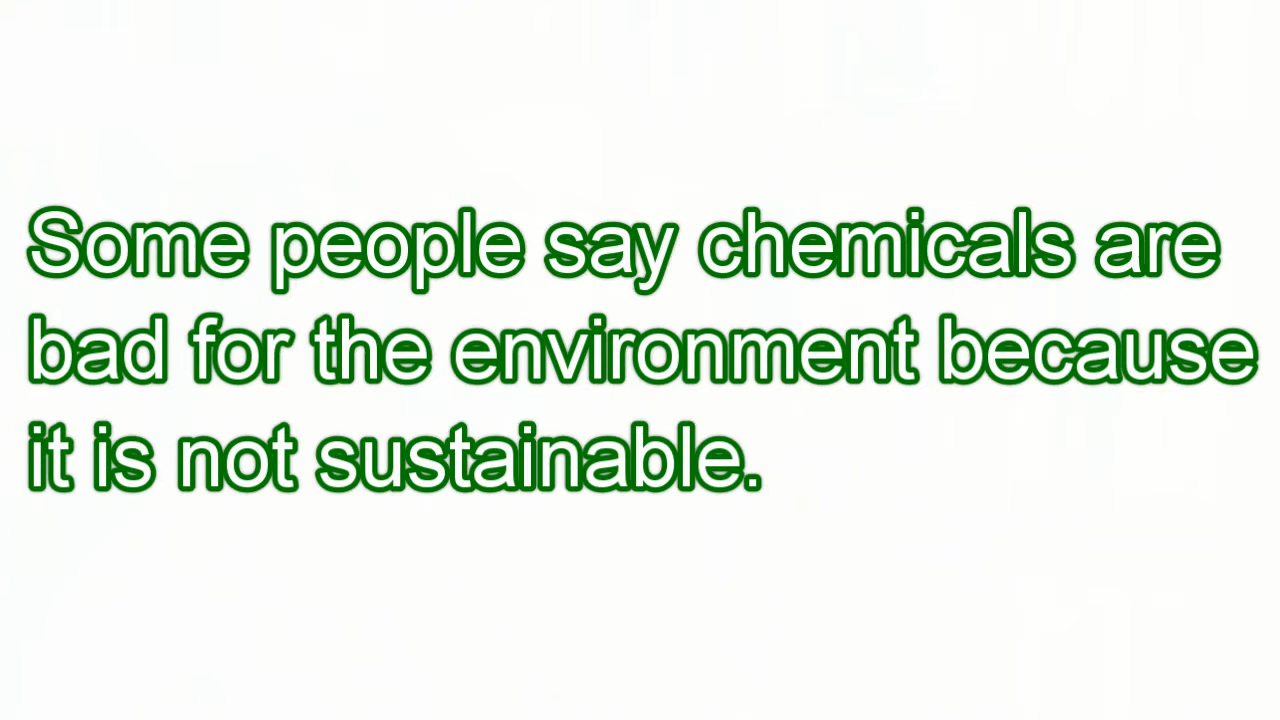 Some people say chemicals are
bad for the environment because
it is not sustainable.